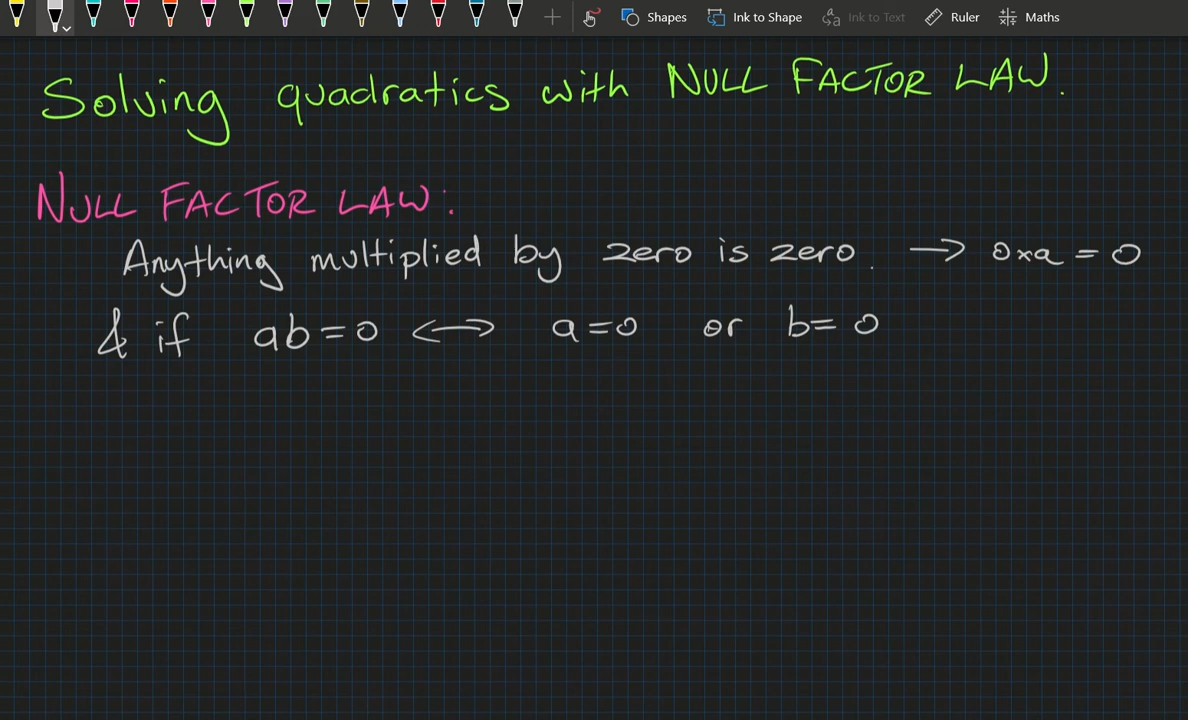 Shapes Ink to Shape Ink to Text Ruler Maths
Solving quadratics with NULL FACTOR LAW.
NULL FACTOR LAW:
Anything multiplied by zero is zero. → 0×a = 0
& if ab=0 ↔ a=0 or b=0